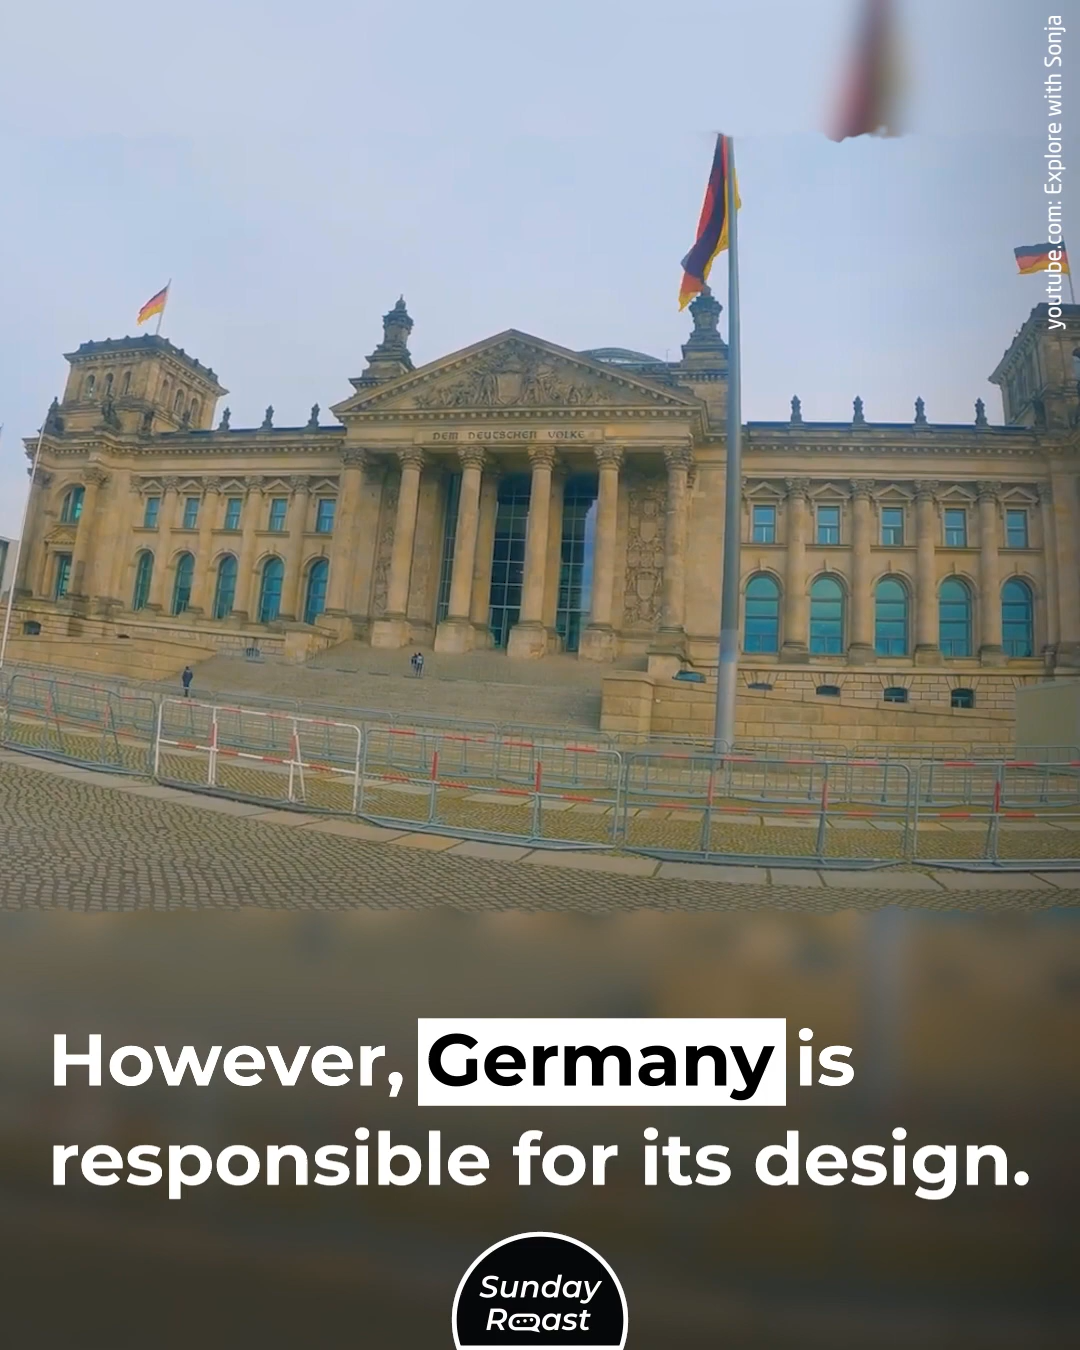 youtube.com: Explore with Sonja
DEM DEUTSCHEN VOLKE
However, Germany is
responsible for its design.
Sunday
Roast